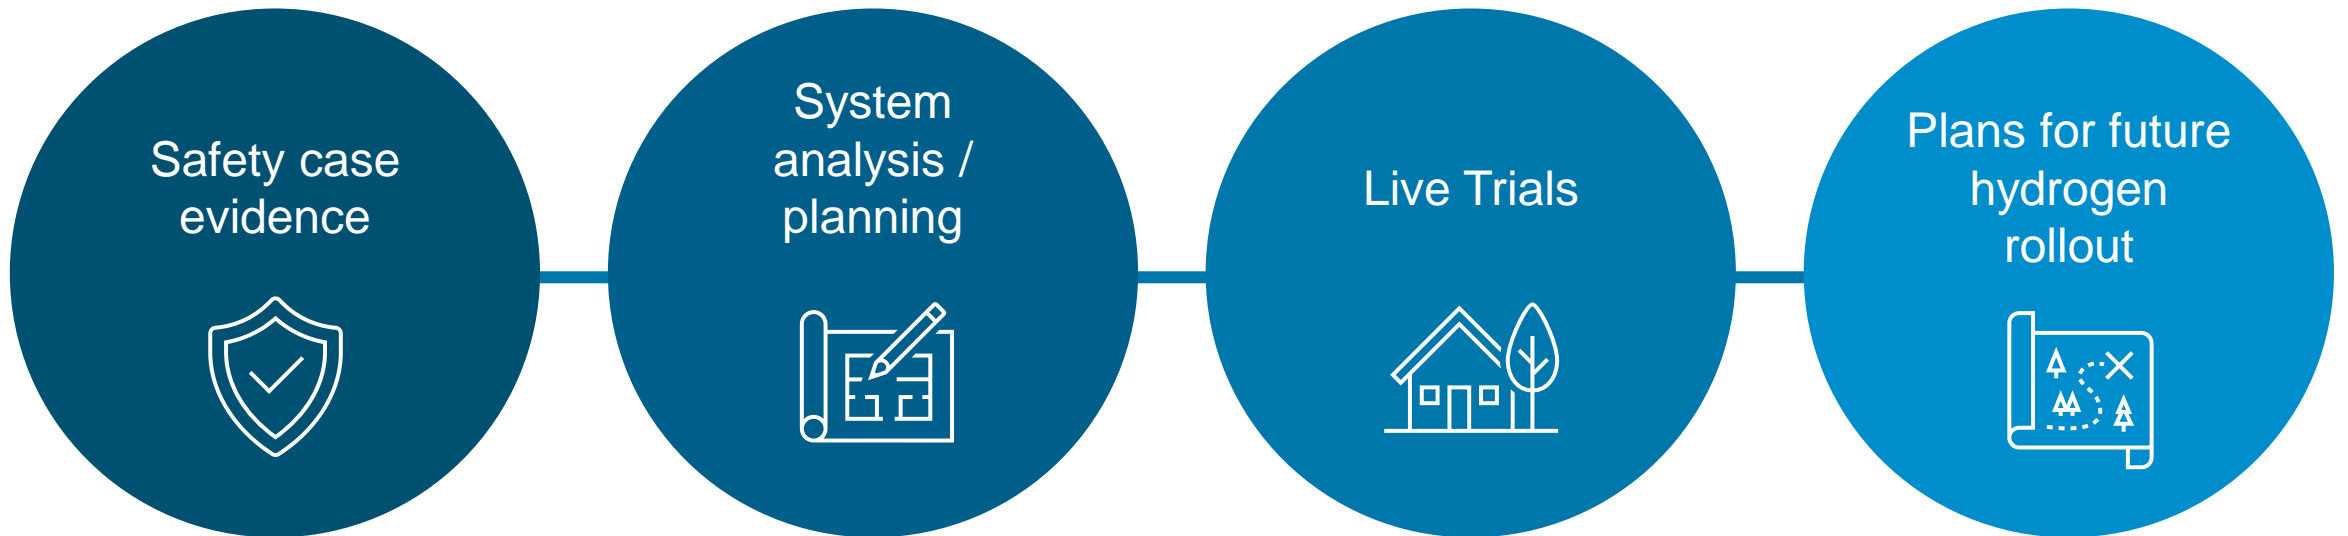 Safety case
evidence
System
analysis /
planning
Live Trials
Plans for future
hydrogen
rollout